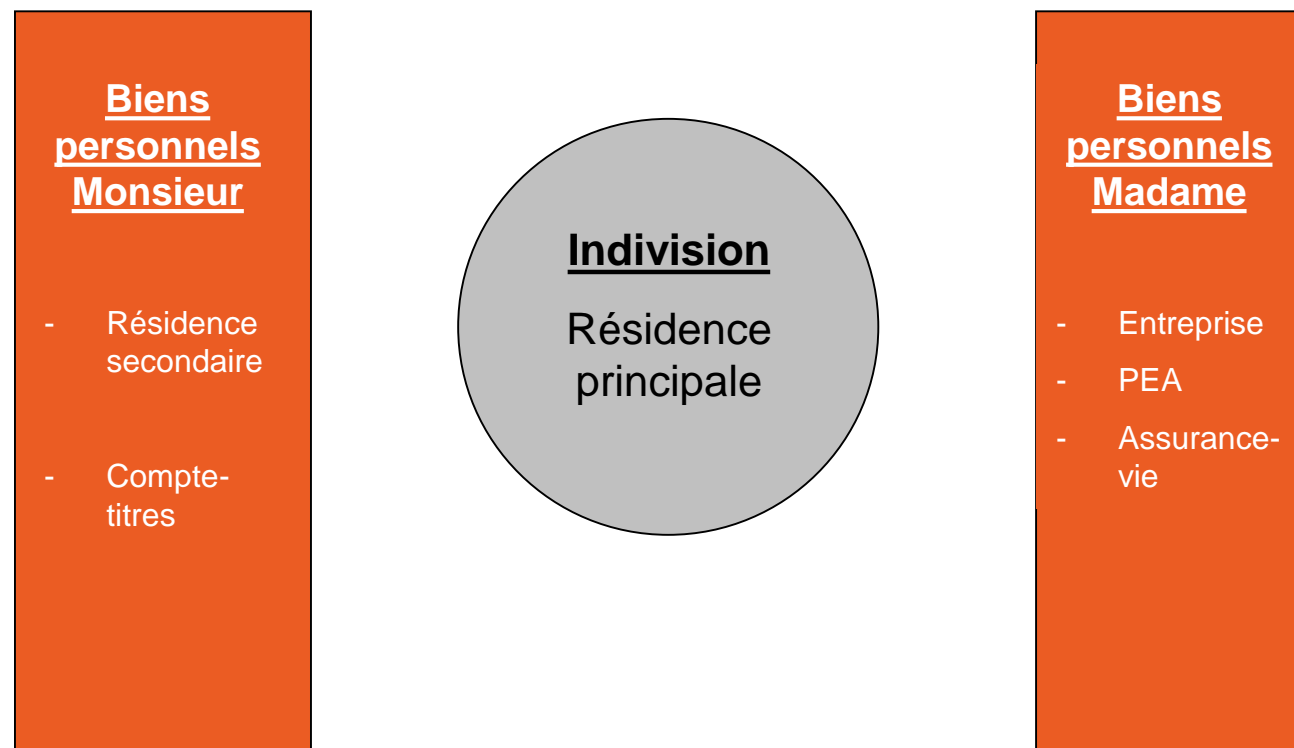 Biens
personnels
Monsieur
- Résidence
secondaire
- Compte-
titres
Indivision
Résidence
principale
Biens
personnels
Madame
- Entreprise
- PEA
- Assurance-
vie